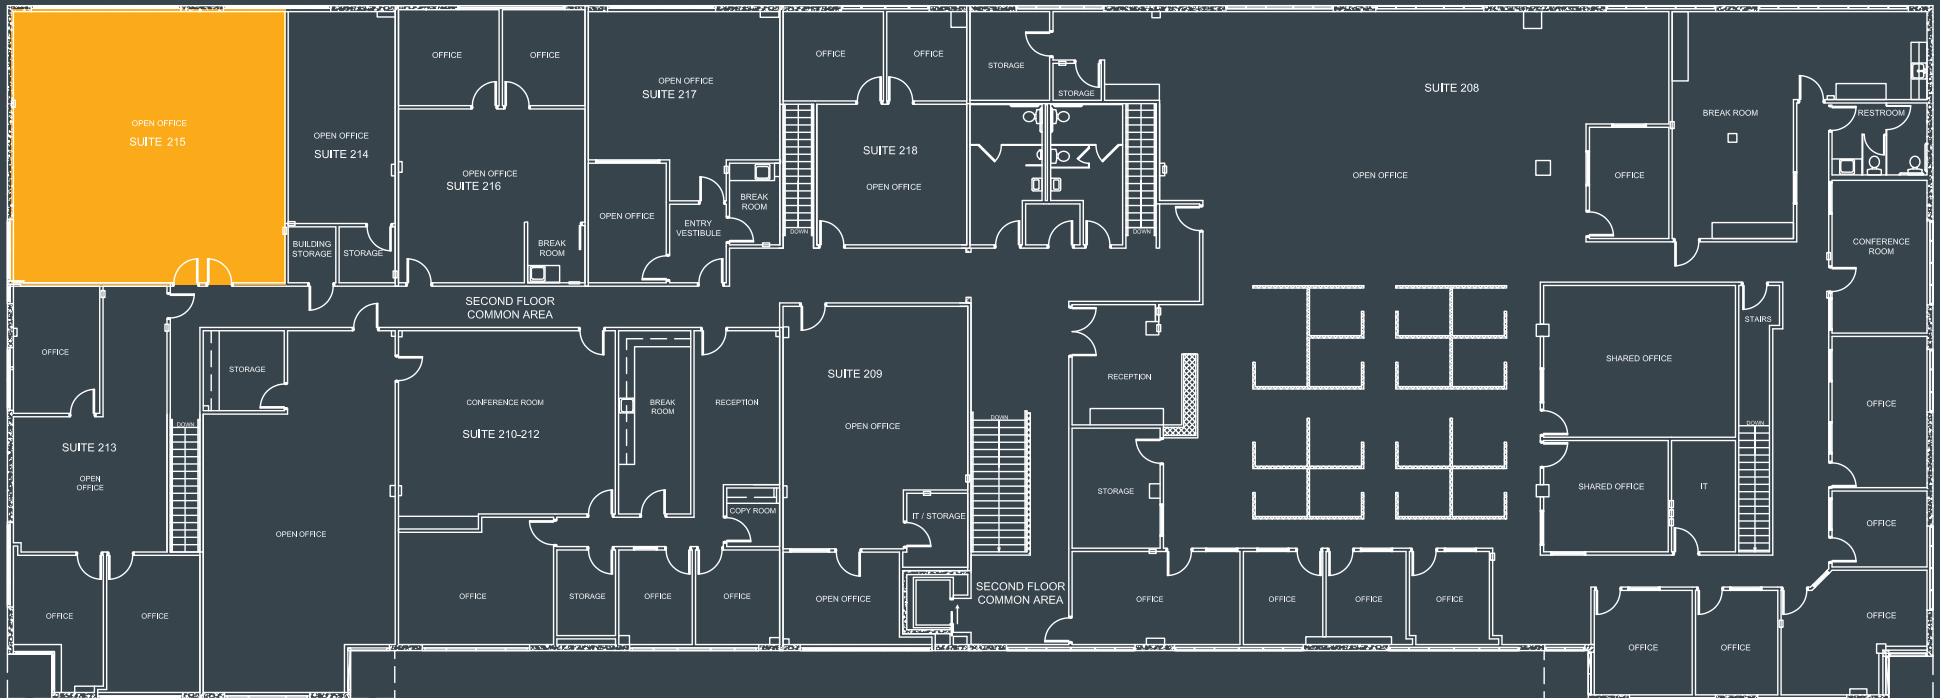 OPEN OFFICE
SUITE 215
OPEN OFFICE
SUITE 214
BUILDING
STORAGE
STORAGE
OFFICE
OFFICE
OPEN OFFICE
SUITE 216
BREAK
ROOM
OPEN OFFICE
SUITE 217
OPEN OFFICE
ENTRY
VESTIBULE
BREAK
ROOM
DOWN
OFFICE
OFFICE
SUITE 218
OPEN OFFICE
STORAGE
STORAGE
DOWN
SUITE 208
OPEN OFFICE
OFFICE
BREAK ROOM
RESTROOM
CONFERENCE
ROOM
SECOND FLOOR
COMMON AREA
OFFICE
SUITE 213
OPEN
OFFICE
DOWN
OFFICE
OFFICE
STORAGE
OPEN OFFICE
CONFERENCE ROOM
SUITE 210-212
BREAK
ROOM
RECEPTION
COPY ROOM
OFFICE
STORAGE
OFFICE
OFFICE
SUITE 209
OPEN OFFICE
IT / STORAGE
OPEN OFFICE
DOWN
SECOND FLOOR
COMMON AREA
RECEPTION
STORAGE
OFFICE
OFFICE
OFFICE
OFFICE
SHARED OFFICE
SHARED OFFICE
IT
STAIRS
DOWN
OFFICE
OFFICE
OFFICE
OFFICE
OFFICE